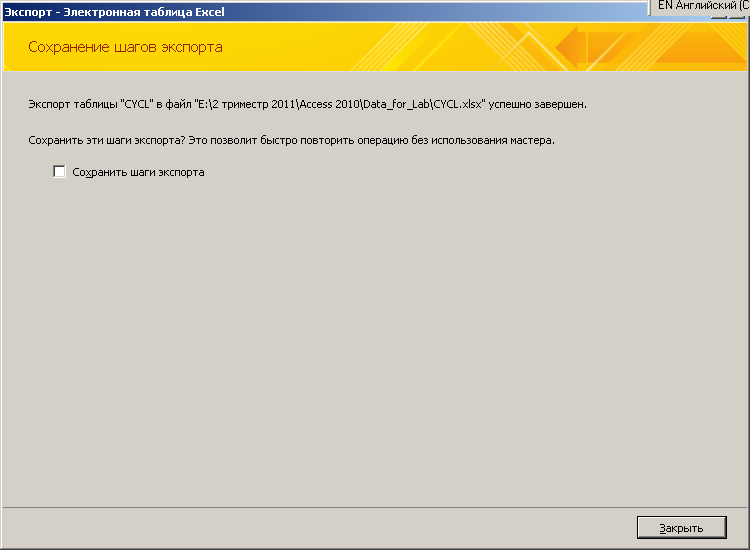 Экспорт - Электронная таблица Excel
EN Английский (С
Сохранение шагов экспорта
Экспорт таблицы "CYCL" в файл "E:\2 триместр 2011\Access 2010\Data_for_Lab\CYCL.xlsx" успешно завершен.
Сохранить эти шаги экспорта? Это позволит быстро повторить операцию без использования мастера.
Сохранить шаги экспорта
Закрыть